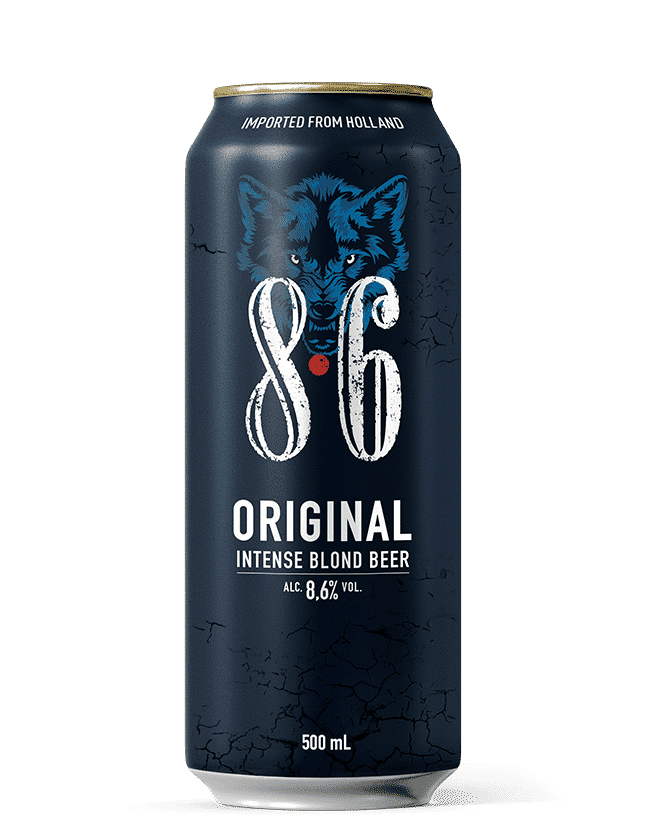 IMPORTED FROM HOLLAND
8.6
ORIGINAL
INTENSE BLOND BEER
ALC. 8,6% VOL.
500 mL